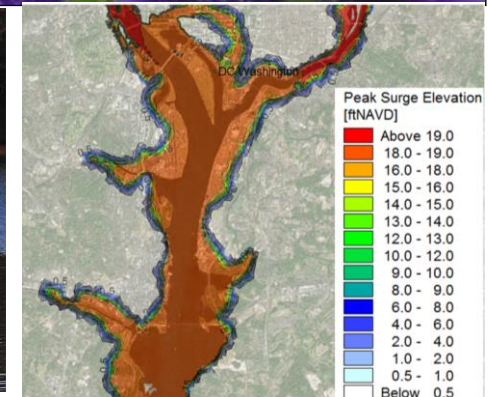 DC Washington
Peak Surge Elevation
[ftNAVD]
Above 19.0
18.0 - 19.0
16.0 - 18.0
15.0 - 16.0
14.0 - 15.0
13.0 - 14.0
12.0 - 13.0
10.0 - 12.0
9.0 - 10.0
8.0 - 9.0
6.0 - 8.0
4.0 - 6.0
2.0 - 4.0
1.0 - 2.0
0.5 - 1.0
Below 0.5